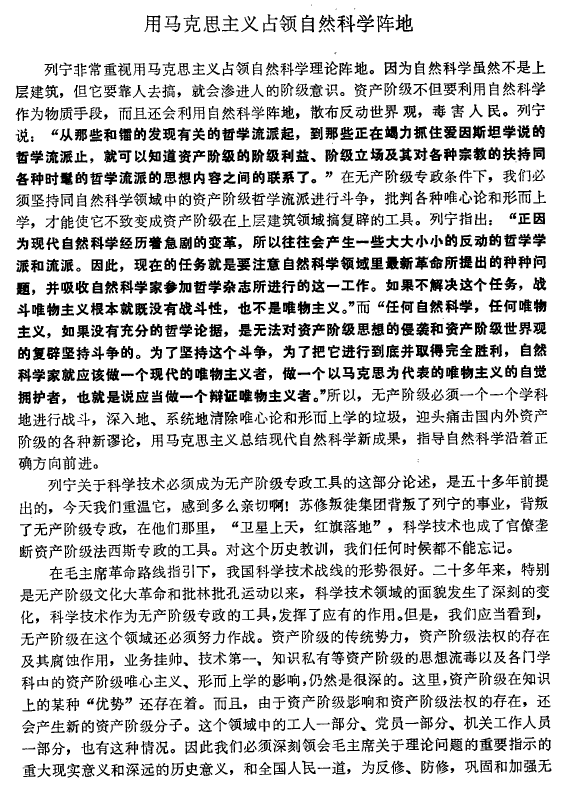 用马克思主义占领自然科学阵地
列宁非常重视用马克思主义占领自然科学理论阵地。因为自然科学虽然不是上
层建筑，但它要靠人去搞，就会渗进人的阶级意识。资产阶级不但要利用自然科学
作为物质手段，而且还会利用自然科学阵地，散布反动世界观，毒害人民。列宁
说：“从那些和镭的发现有关的哲学流派起，到那些正在竭力抓住爱因斯坦学说的
哲学流派止，就可以知道资产阶级的阶级利益、阶级立场及其对各种宗教的扶持同
各种时髦的哲学流派的思想内容之间的联系了。”在无产阶级专政条件下，我们必
须坚持同自然科学领域中的资产阶级哲学流派进行斗争，批判各种唯心论和形而上
学，才能使它不致变成资产阶级在上层建筑领域搞复辟的工具。列宁指出：“正因
为现代自然科学经历着急剧的变革，所以往往会产生一些大大小小的反动的哲学学
派和流派。因此，现在的任务就是要注意自然科学领域里最新革命所提出的种种问
题，并吸收自然科学家参加哲学杂志所进行的这一工作。如果不解决这个任务，战
斗唯物主义根本就既没有战斗性，也不是唯物主义。”而“任何自然科学，任何唯物
主义，如果没有充分的哲学论据，是无法对资产阶级思想的侵袭和资产阶级世界观
的复辟坚持斗争的。为了坚持这个斗争，为了把它进行到底并取得完全胜利，自然
科学家就应该做一个现代的唯物主义者，做一个以马克思为代表的唯物主义的自觉
拥护者，也就是说应当做一个辩证唯物主义者。”所以，无产阶级必须一个一个学科
地进行战斗，深入地、系统地清除唯心论和形而上学的垃圾，迎头痛击国内外资产
阶级的各种新谬论，用马克思主义总结现代自然科学新成果，指导自然科学沿着正
确方向前进。
列宁关于科学技术必须成为无产阶级专政工具的这部分论述，是五十多年前提
出的，今天我们重温它，感到多么亲切啊！苏修叛徒集团背叛了列宁的事业，背叛
了无产阶级专政，在他们那里，“卫星上天，红旗落地”，科学技术也成了官僚垄
断资产阶级法西斯专政的工具。对这个历史教训，我们任何时候都不能忘记。
在毛主席革命路线指引下，我国科学技术战线的形势很好。二十多年来，特别
是无产阶级文化大革命和批林批孔运动以来，科学技术领域的面貌发生了深刻的变
化，科学技术作为无产阶级专政的工具，发挥了应有的作用。但是，我们应当看到，
无产阶级在这个领域还必须努力作战。资产阶级的传统势力，资产阶级法权的存在
及其腐蚀作用，业务挂帅、技术第一、知识私有等资产阶级的思想流毒以及各门学
科中的资产阶级唯心主义、形而上学的影响，仍然是很深的。这里，资产阶级在知识
上的某种“优势”还存在着。而且，由于资产阶级影响和资产阶级法权的存在，还
会产生新的资产阶级分子。这个领域中的工人一部分、党员一部分、机关工作人员
一部分，也有这种情况。因此我们必须深刻领会毛主席关于理论问题的重要指示的
重大现实意义和深远的历史意义，和全国人民一道，为反修、防修，巩固和加强无